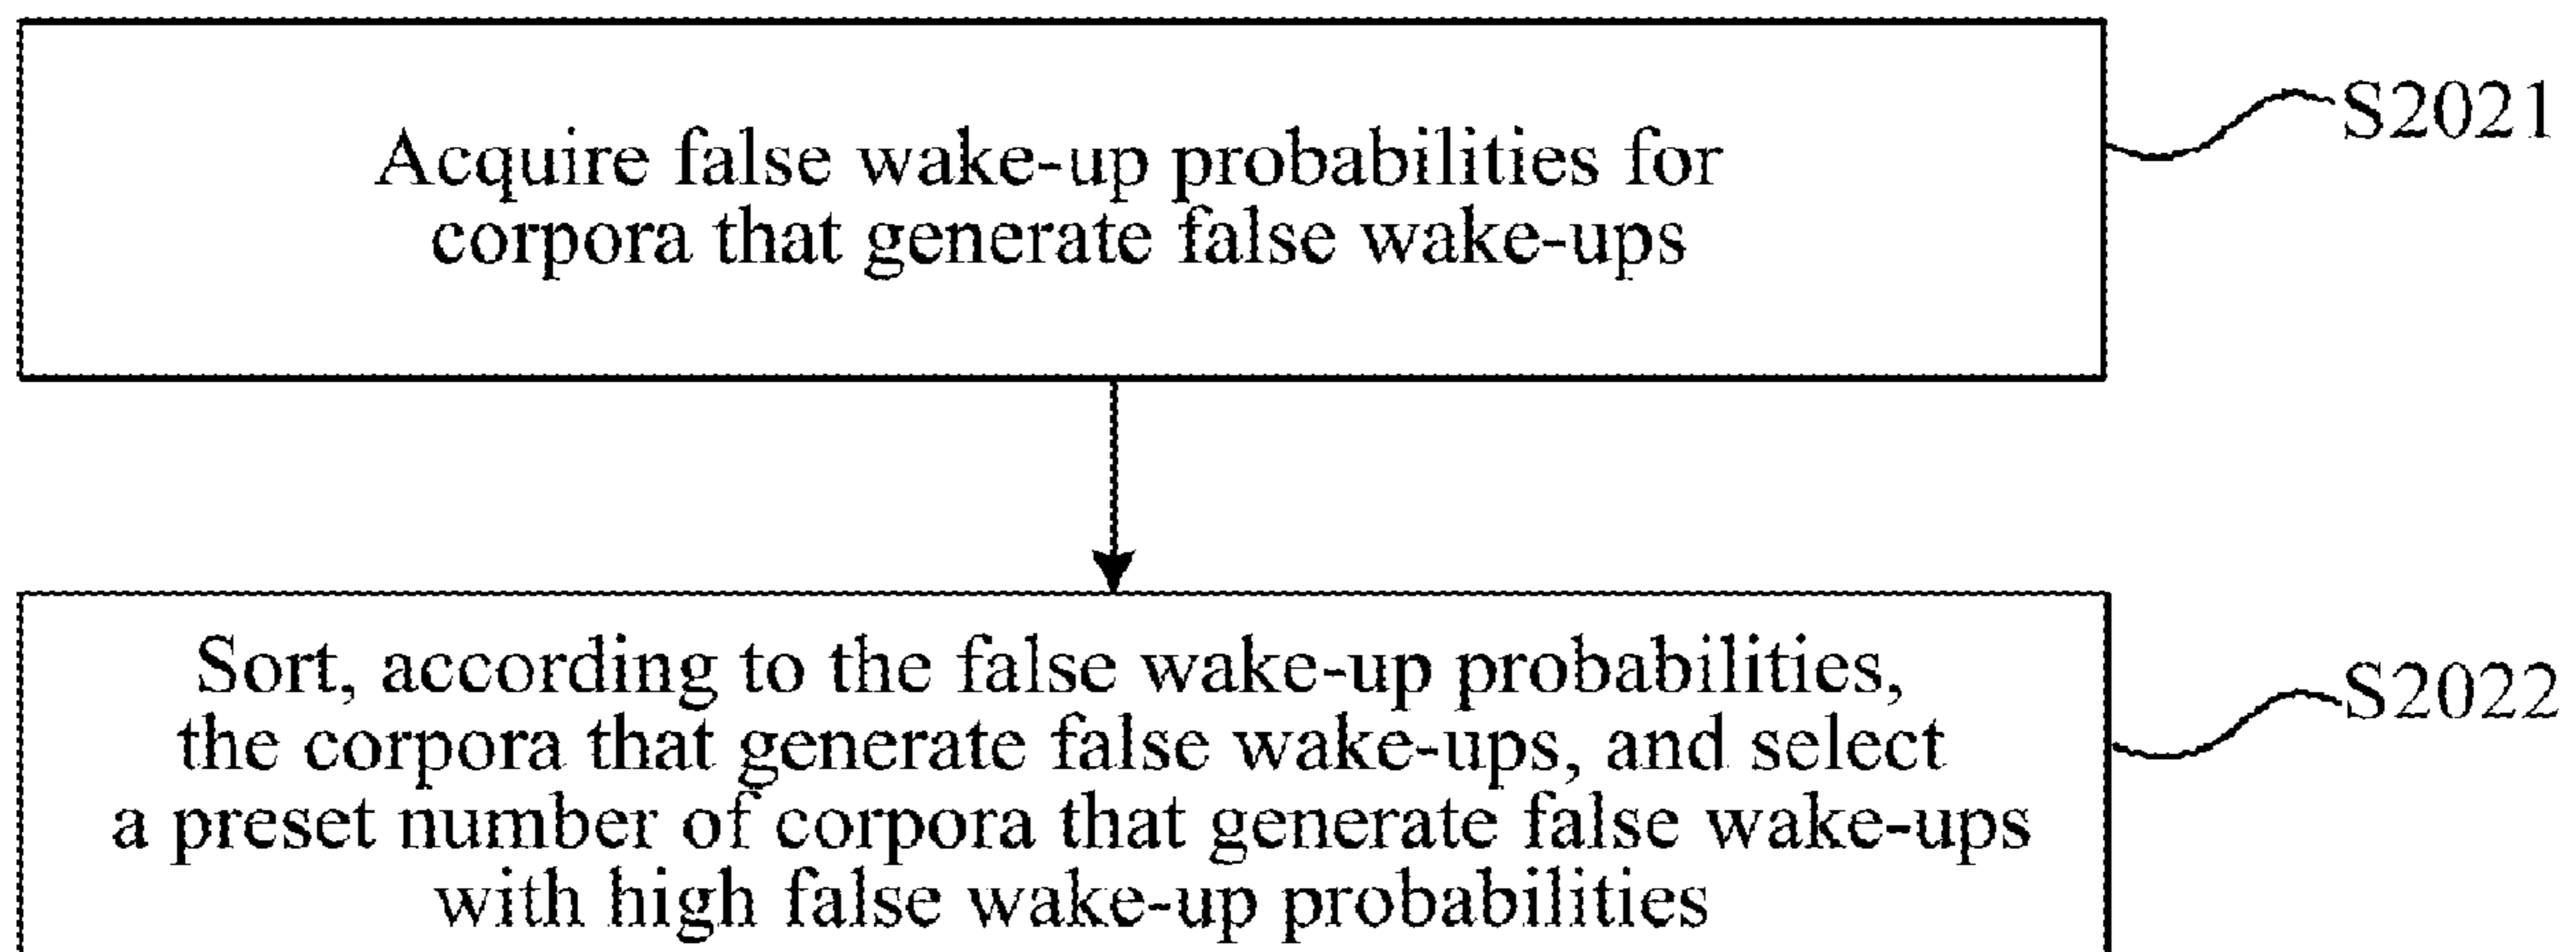 Acquire false wake-up probabilities for
corpora that generate false wake-ups
S2021
Sort, according to the false wake-up probabilities,
the corpora that generate false wake-ups, and select
a preset number of corpora that generate false wake-ups
with high false wake-up probabilities
S2022